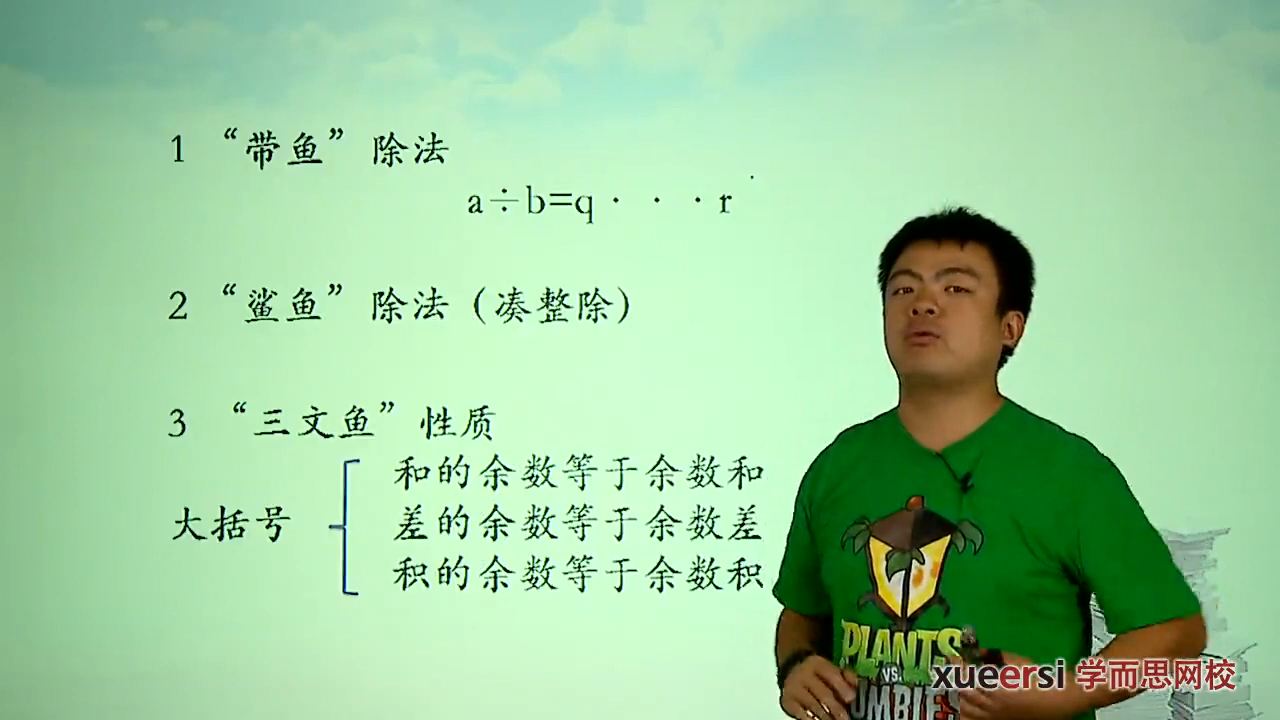 1 “带鱼”除法
a÷b=q···r
2 “鲨鱼”除法（凑整除）
3 “三文鱼”性质
大括号
和的余数等于余数和
差的余数等于余数差
积的余数等于余数积
PLANTS
VS
ZOMBIES
xueersi 学而思网校